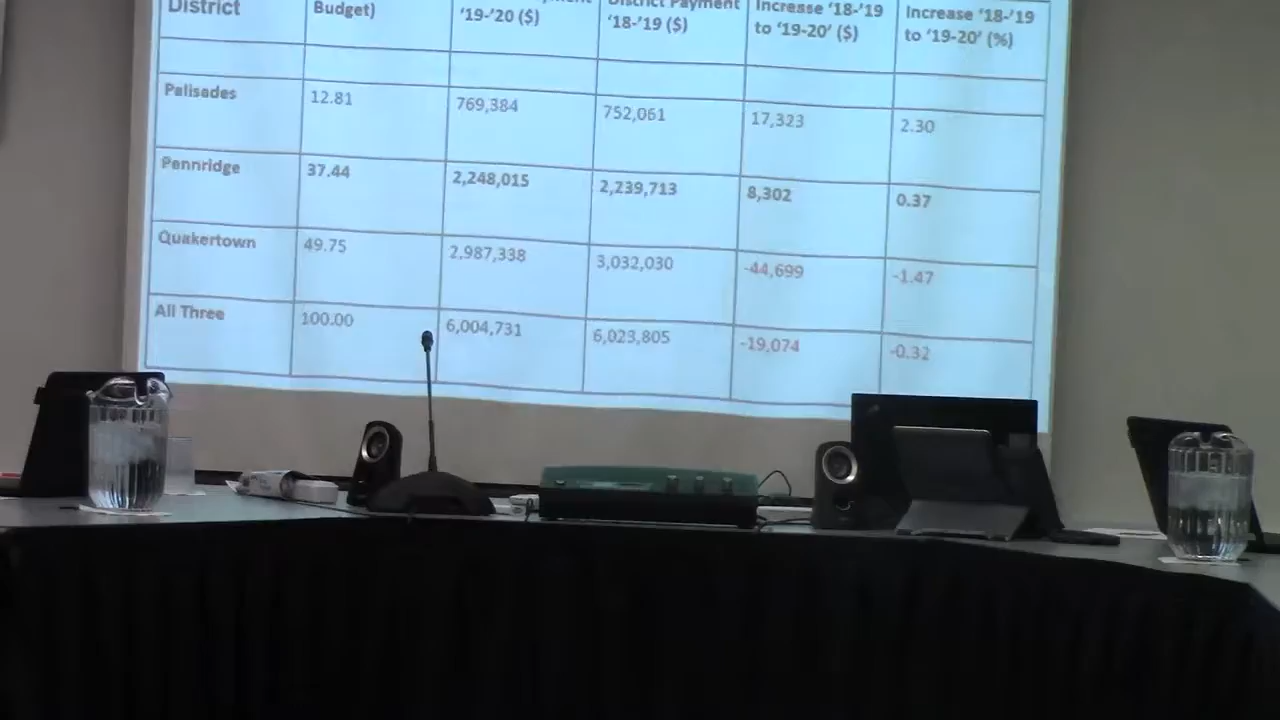 District Budget) '19-'20 ($) District Payment '18-'19 ($) Increase '18-'19 to '19-20' ($) Increase '18-'19 to '19-20' (%)
Palisades 12.81 769,384 752,061 17,323 2.30
Pennridge 37.44 2,248,015 2,239,713 8,302 0.37
Quakertown 49.75 2,987,338 3,032,030 -44,699 -1.47
All Three 100.00 6,004,731 6,023,805 -19,074 -0.32